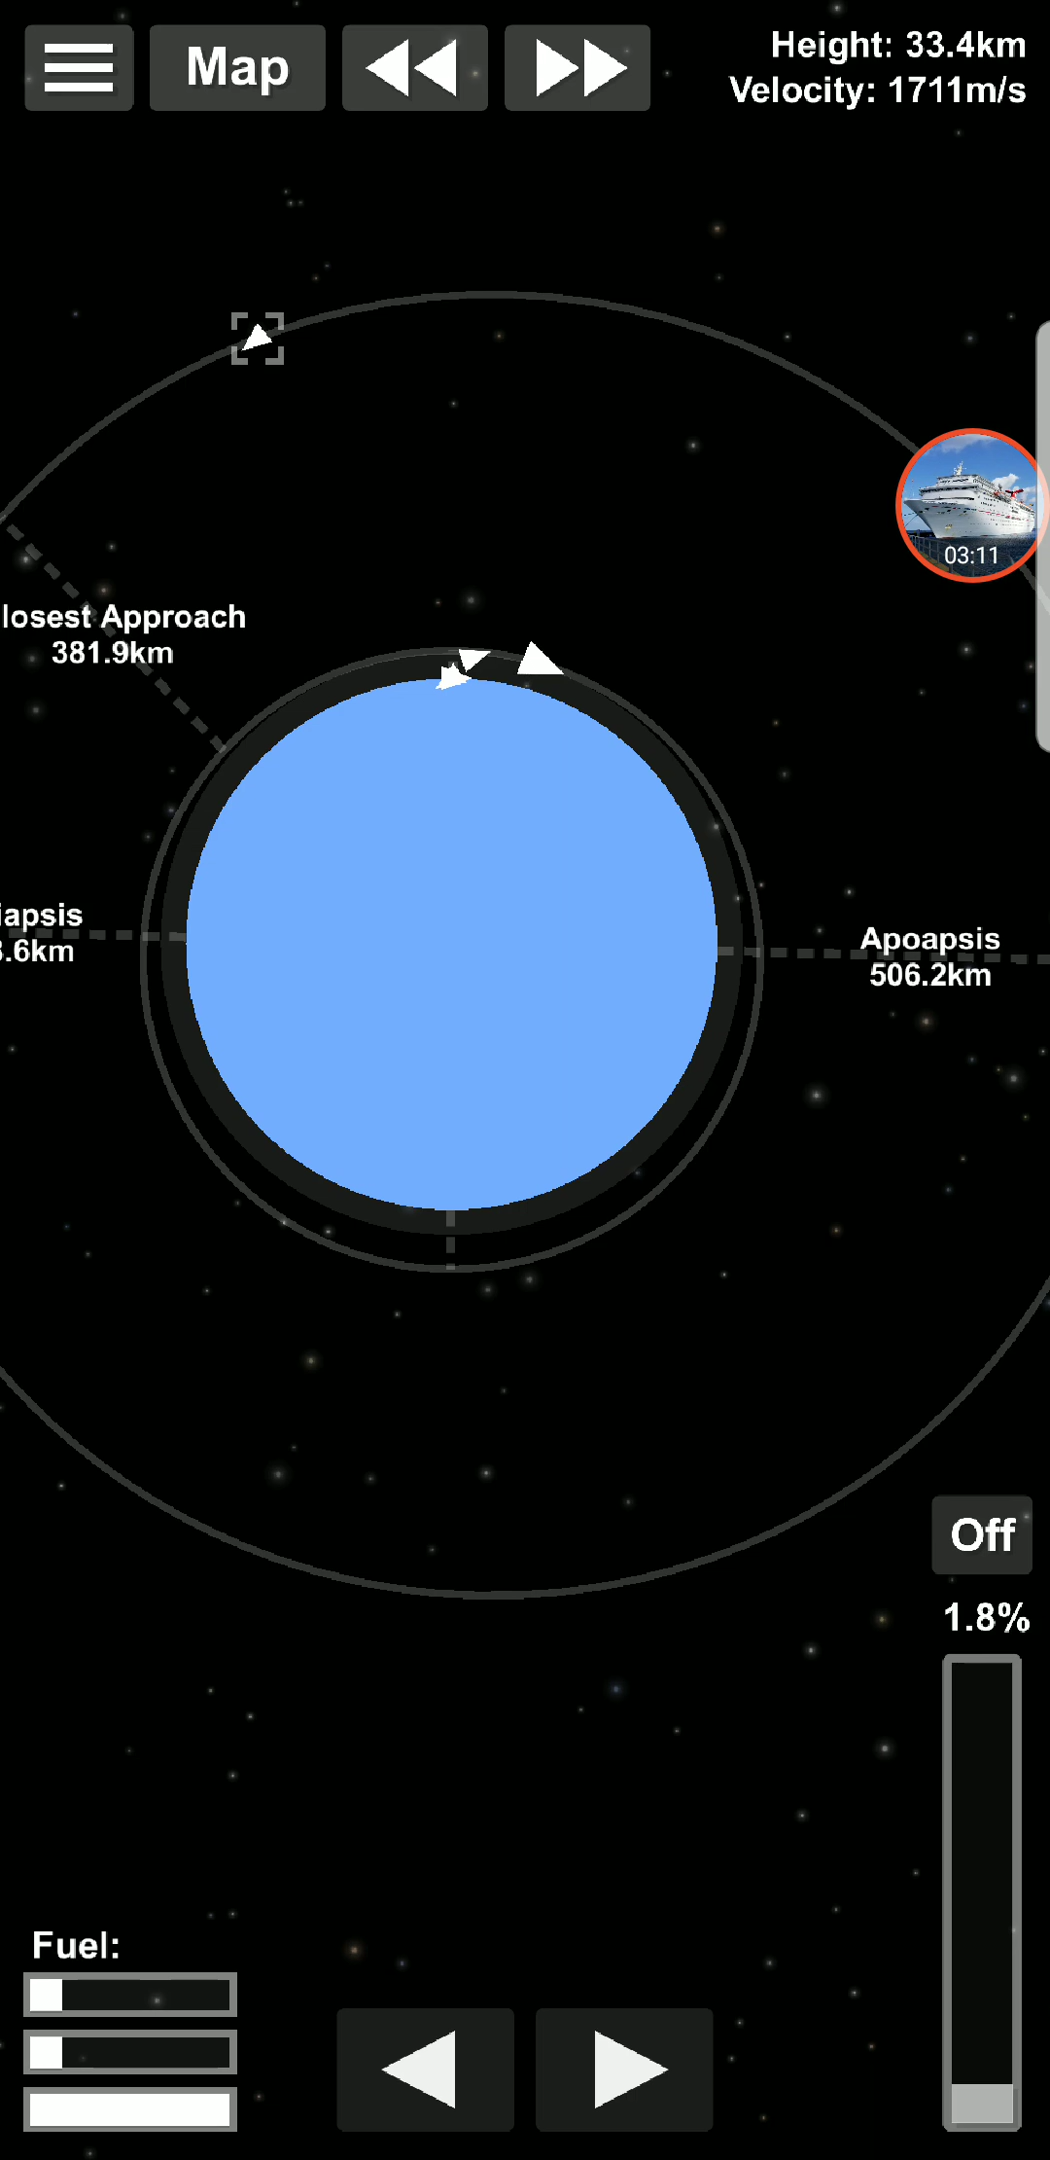 Map
Height: 33.4km
Velocity: 1711m/s
03:11
losest Approach
381.9km
iapsis
3.6km
Apoapsis
506.2km
Off
1.8%
Fuel: